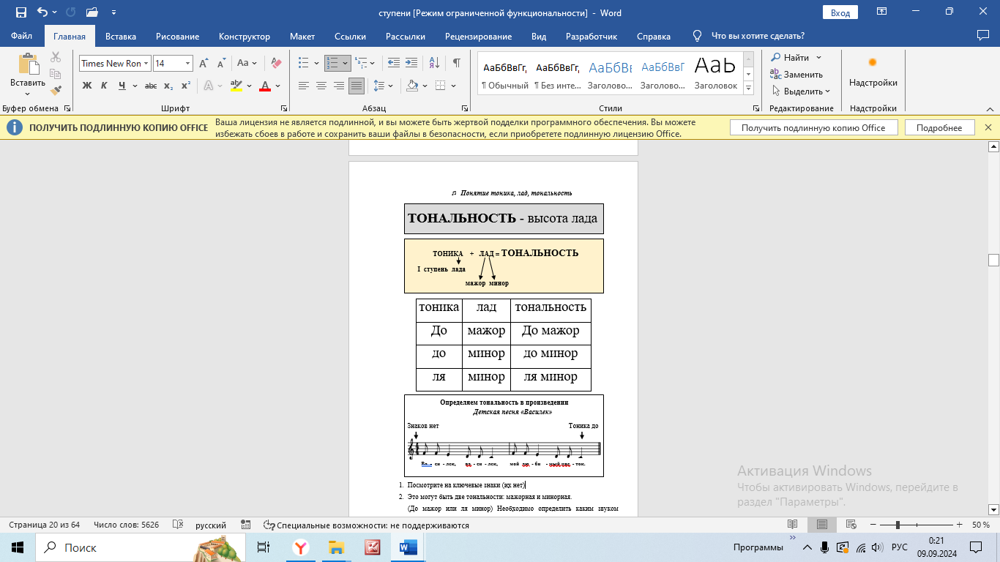 ступени [Режим ограниченной функциональности] - Word
Вход
Файл Главная Вставка Рисование Конструктор Макет Ссылки Рассылки Рецензирование Вид Разработчик Справка Что вы хотите сделать?
Вставить
Times New Ron 14 Aa
Ж К Ч abc x₂ x² A A
АаБбВвГг, АаБбВвГг, АаБбВв АаБбВвГ АаЬ
¶ Обычный ¶ Без инте... Заголово... Заголово... Заголовок
Найти
Заменить
Выделить
Надстройки
Буфер обмена Шрифт Абзац Стили Редактирование Надстройки
ПОЛУЧИТЬ ПОДЛИННУЮ КОПИЮ OFFICE
Ваша лицензия не является подлинной, и вы можете быть жертвой подделки программного обеспечения. Вы можете
избежать сбоев в работе и сохранить ваши файлы в безопасности, если приобретете подлинную лицензию Office.
Получить подлинную копию Office Подробнее
♫ Понятие тоника, лад, тональность
ТОНАЛЬНОСТЬ - высота лада
ТОНИКА + ЛАД = ТОНАЛЬНОСТЬ
I ступень лада
мажор минор
тоника лад тональность
До мажор До мажор
до минор до минор
ля минор ля минор
Определяем тональность в произведении
Детская песня «Василек»
Знаков нет Тоника до
Ва - си - лек, ва - си - лек, мой лю - би - мый цве - ток.
1. Посмотрите на ключевые знаки (их нет)
2. Это могут быть две тональности: мажорная и минорная.
(До мажор или ля минор) Необходимо определить каким звуком
Активация Windows
Чтобы активировать Windows, перейдите в
раздел "Параметры".
Страница 20 из 64 Число слов: 5626 русский Специальные возможности: не поддерживаются 50 %
Поиск
Программы
РУС
0:21
09.09.2024